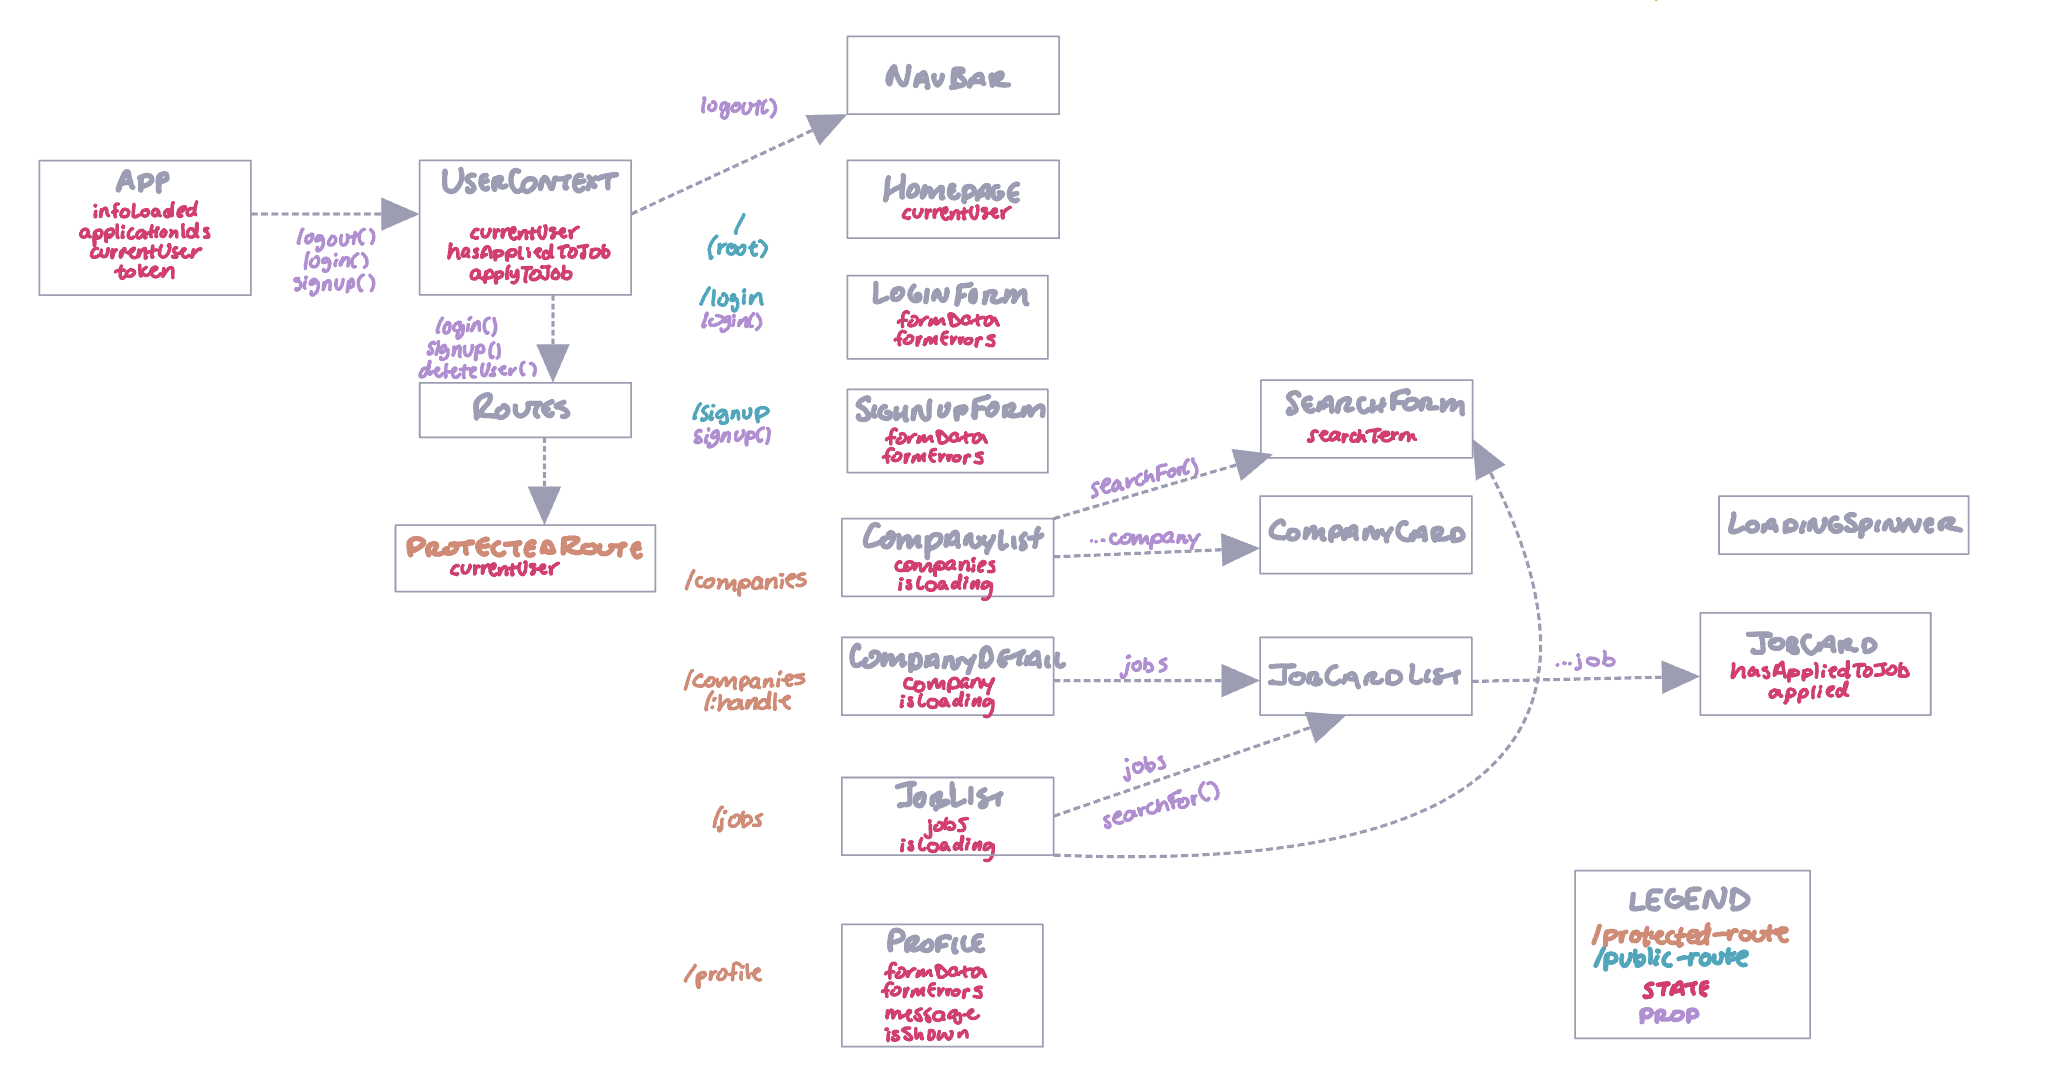 App
infoLoaded
applicationIds
currentUser
token
logout()
login()
signup()
UserContext
currentUser
hasAppliedToJob
applyToJob
login()
signup()
deleteUser()
Routes
ProtectedRoute
currentUser
logout()
NavBar
/
(root)
Homepage
currentUser
/login
login()
LoginForm
formData
formErrors
/signup
signup()
SighNupForm
formData
formErrors
/companies
CompanyList
companies
isLoading
searchFor()
SearchForm
searchTerm
...company
CompanyCard
LoadingSpinner
/companies
/:handle
CompanyDetail
company
isLoading
jobs
JobCardList
...job
JobCard
hasAppliedToJob
applied
/jobs
JobList
jobs
isLoading
jobs
searchFor()
/profile
Profile
formData
formErrors
message
isShown
LEGEND
/protected-route
/public-route
STATE
PROP